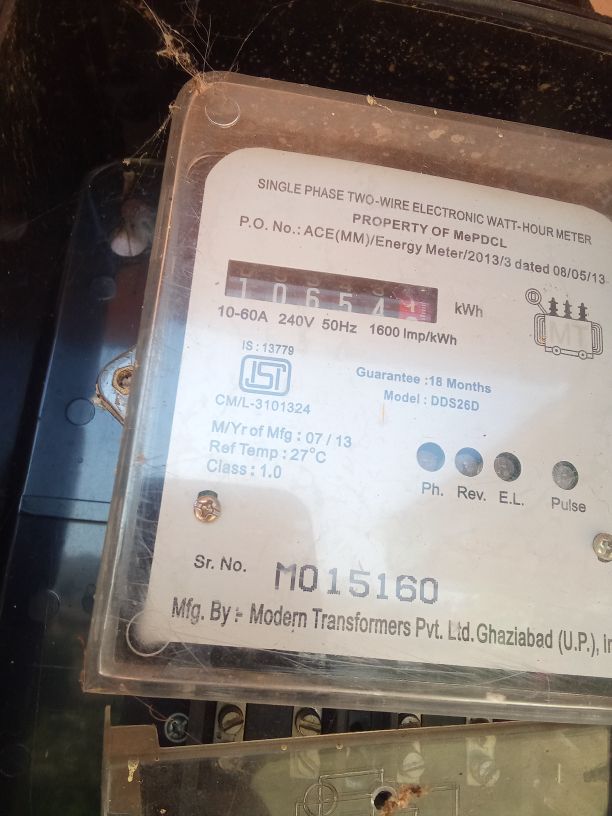 SINGLE PHASE TWO-WIRE ELECTRONIC WATT-HOUR METER
PROPERTY OF MePDCL
P.O. No.: ACE(MM)/Energy Meter/2013/3 dated 08/05/13
10654 kWh
10-60A 240V 50Hz 1600 Imp/kWh
MT
IS : 13779
ISI
CM/L-3101324
Guarantee :18 Months
Model : DDS26D
M/Yr of Mfg : 07 / 13
Ref Temp : 27°C
Class : 1.0
Ph. Rev. E.L. Pulse
Sr. No. M015160
Mfg. By :- Modern Transformers Pvt. Ltd. Ghaziabad (U.P.),